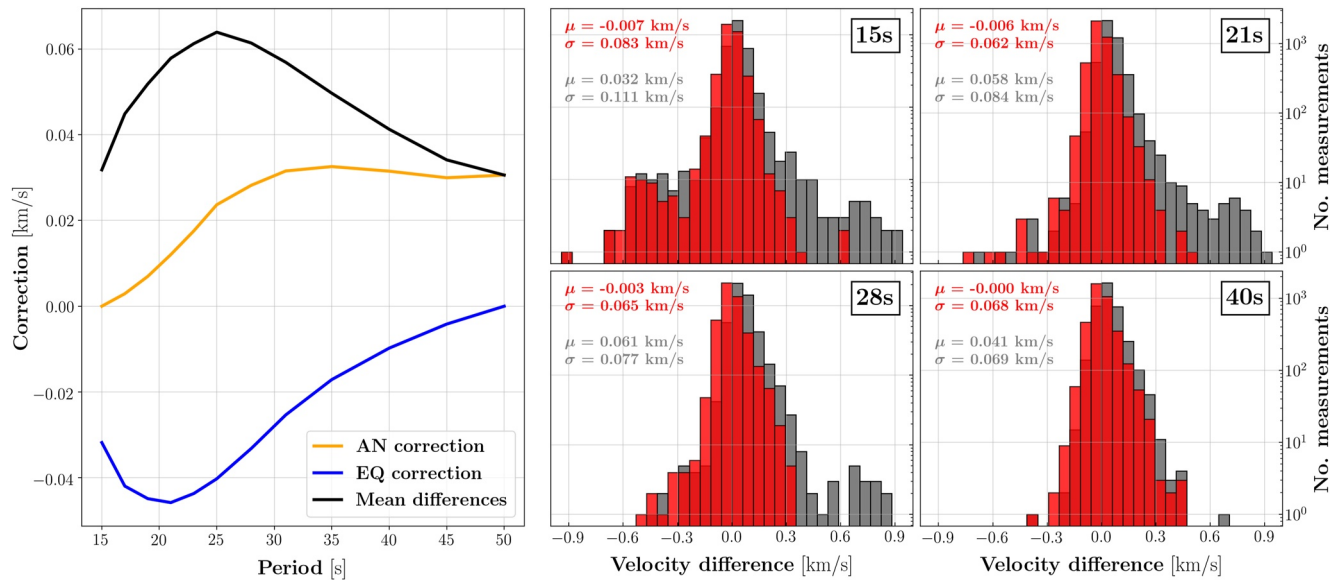 0.06
0.04
0.02
0.00
−0.02
−0.04
Correction [km/s]
AN correction
EQ correction
Mean differences
15 20 25 30 35 40 45 50
Period [s]
μ = -0.007 km/s
σ = 0.083 km/s
μ = 0.032 km/s
σ = 0.111 km/s
15s
μ = -0.006 km/s
σ = 0.062 km/s
μ = 0.058 km/s
σ = 0.084 km/s
21s
10³
10²
10¹
10⁰
No. measurements
μ = -0.003 km/s
σ = 0.065 km/s
μ = 0.061 km/s
σ = 0.077 km/s
28s
μ = -0.000 km/s
σ = 0.068 km/s
μ = 0.041 km/s
σ = 0.069 km/s
40s
10³
10²
10¹
10⁰
No. measurements
−0.9 −0.6 −0.3 0.0 0.3 0.6 0.9
Velocity difference [km/s]
−0.9 −0.6 −0.3 0.0 0.3 0.6 0.9
Velocity difference [km/s]